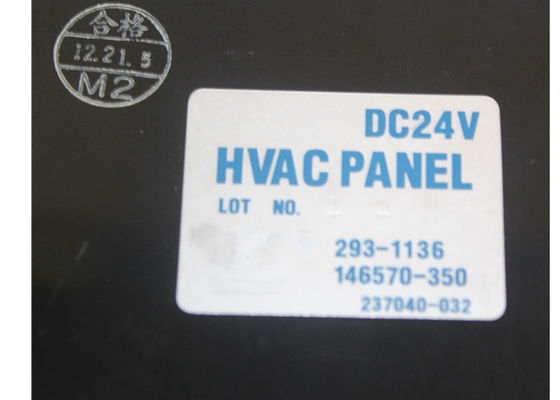 合格
12.21.5
M2
DC24V
HVAC PANEL
LOT NO.
293-1136
146570-350
237040-032